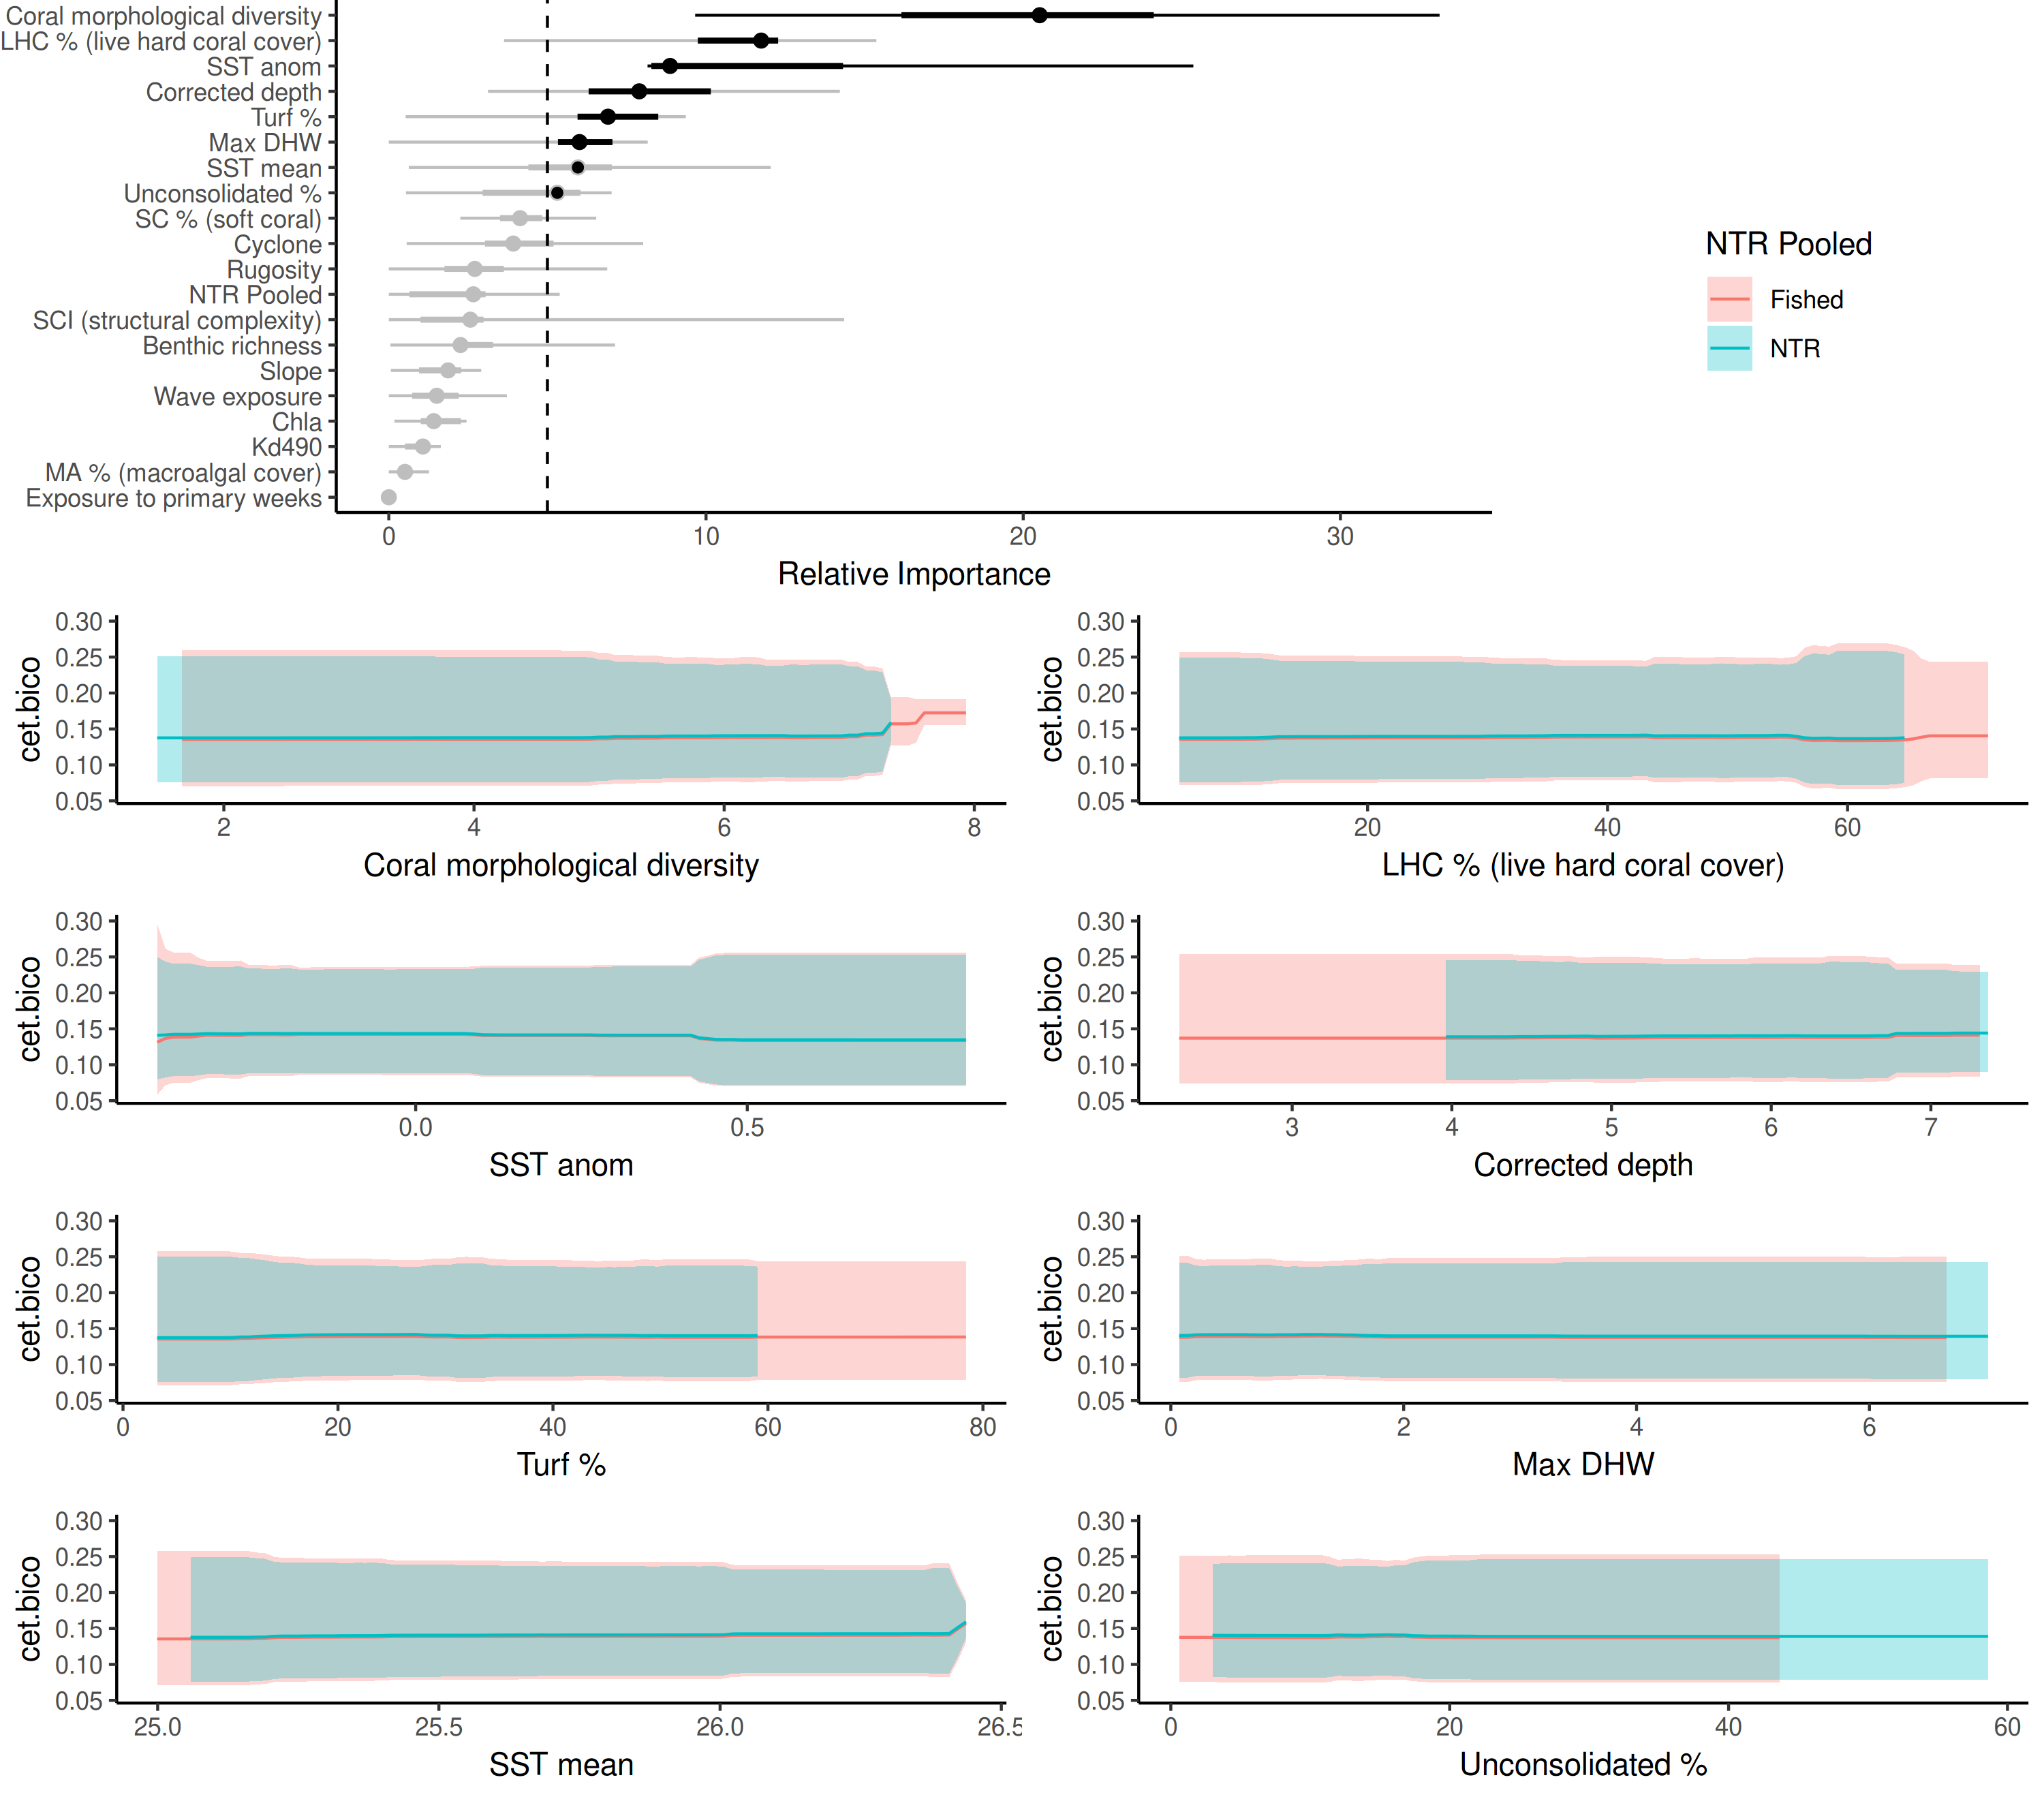 Coral morphological diversity
LHC % (live hard coral cover)
SST anom
Corrected depth
Turf %
Max DHW
SST mean
Unconsolidated %
SC % (soft coral)
Cyclone
Rugosity
NTR Pooled
SCI (structural complexity)
Benthic richness
Slope
Wave exposure
Chla
Kd490
MA % (macroalgal cover)
Exposure to primary weeks
0 10 20 30
Relative Importance
NTR Pooled
Fished
NTR
0.30
0.25
0.20
0.15
0.10
0.05
cet.bico
2 4 6 8
Coral morphological diversity
0.30
0.25
0.20
0.15
0.10
0.05
cet.bico
20 40 60
LHC % (live hard coral cover)
0.30
0.25
0.20
0.15
0.10
0.05
cet.bico
0.0 0.5
SST anom
0.30
0.25
0.20
0.15
0.10
0.05
cet.bico
3 4 5 6 7
Corrected depth
0.30
0.25
0.20
0.15
0.10
0.05
cet.bico
0 20 40 60 80
Turf %
0.30
0.25
0.20
0.15
0.10
0.05
cet.bico
0 2 4 6
Max DHW
0.30
0.25
0.20
0.15
0.10
0.05
cet.bico
25.0 25.5 26.0 26.5
SST mean
0.30
0.25
0.20
0.15
0.10
0.05
cet.bico
0 20 40 60
Unconsolidated %